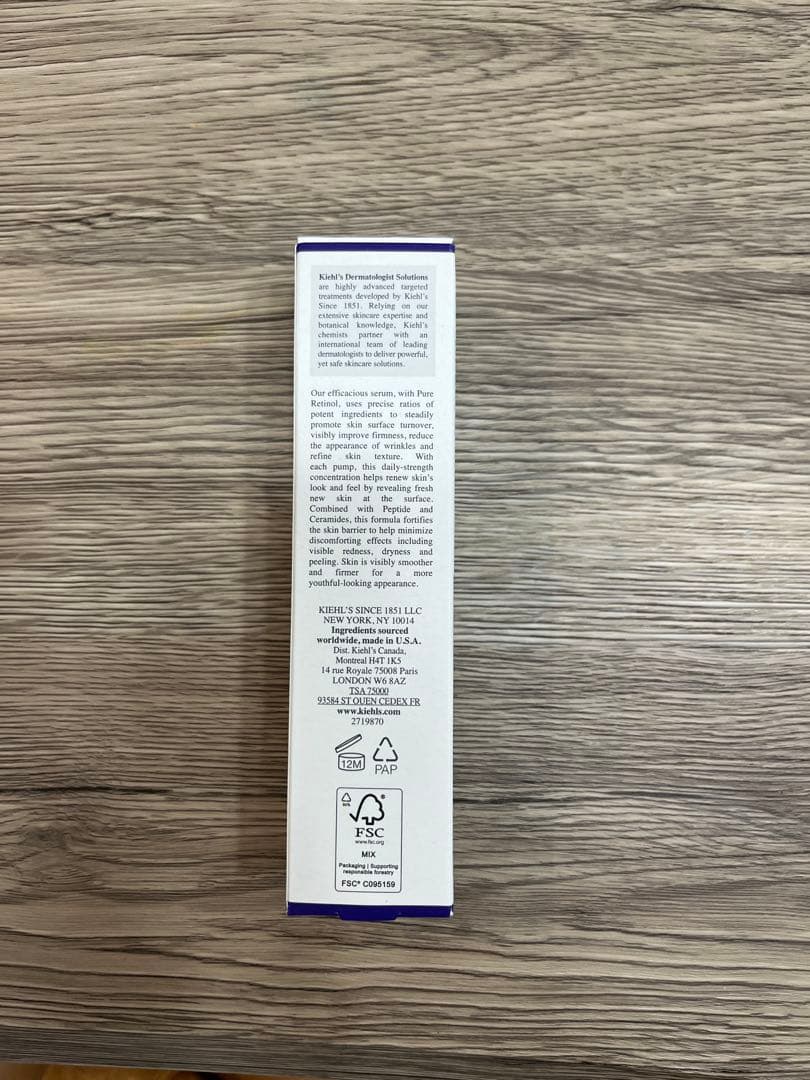 Kiehl's Dermatologist Solutions
are highly advanced targeted
treatments developed by Kiehl's
Since 1851. Relying on our
extensive skincare expertise and
botanical knowledge, Kiehl's
chemists partner with an
international team of leading
dermatologists to deliver powerful,
yet safe skincare solutions.
Our efficacious serum, with Pure
Retinol, uses precise ratios of
potent ingredients to steadily
promote skin surface turnover,
visibly improve firmness, reduce
the appearance of wrinkles and
refine skin texture. With
each pump, this daily-strength
concentration helps renew skin's
look and feel by revealing fresh
new skin at the surface.
Combined with Peptide and
Ceramides, this formula fortifies
the skin barrier to help minimize
discomforting effects including
visible redness, dryness and
peeling. Skin is visibly smoother
and firmer for a more
youthful-looking appearance.
KIEHL'S SINCE 1851 LLC
NEW YORK, NY 10014
Ingredients sourced
worldwide, made in U.S.A.
Dist. Kiehl's Canada,
Montreal H4T 1K5
14 rue Royale 75008 Paris
LONDON W6 8AZ
TSA 75000
93584 ST OUEN CEDEX FR
www.kiehls.com
2719870
12M
PAP
®
FSC
www.fsc.org
MIX
Packaging | Supporting
responsible forestry
FSC® C095159